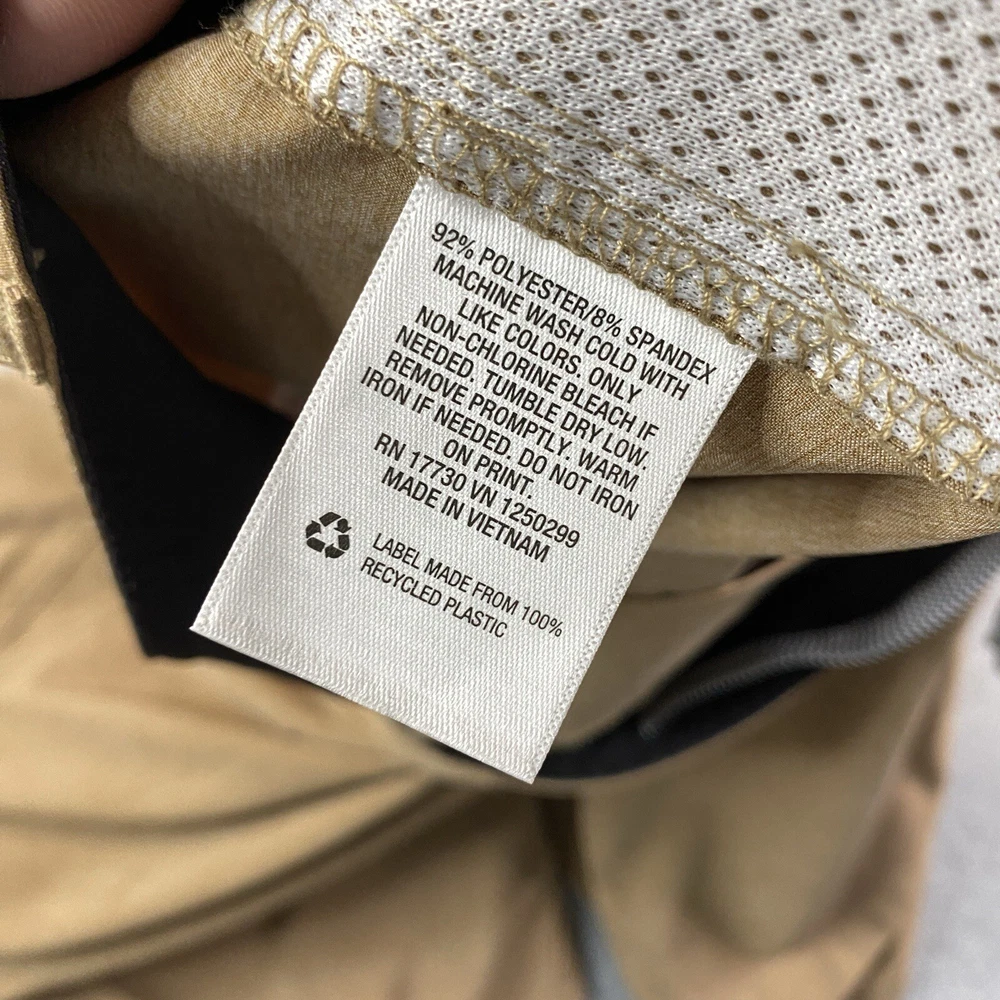 92% POLYESTER/8% SPANDEX
MACHINE WASH COLD WITH
LIKE COLORS. ONLY
NON-CHLORINE BLEACH IF
NEEDED. TUMBLE DRY LOW.
REMOVE PROMPTLY. WARM
IRON IF NEEDED. DO NOT IRON
ON PRINT.
RN 17730 VN 1250299
MADE IN VIETNAM
LABEL MADE FROM 100%
RECYCLED PLASTIC